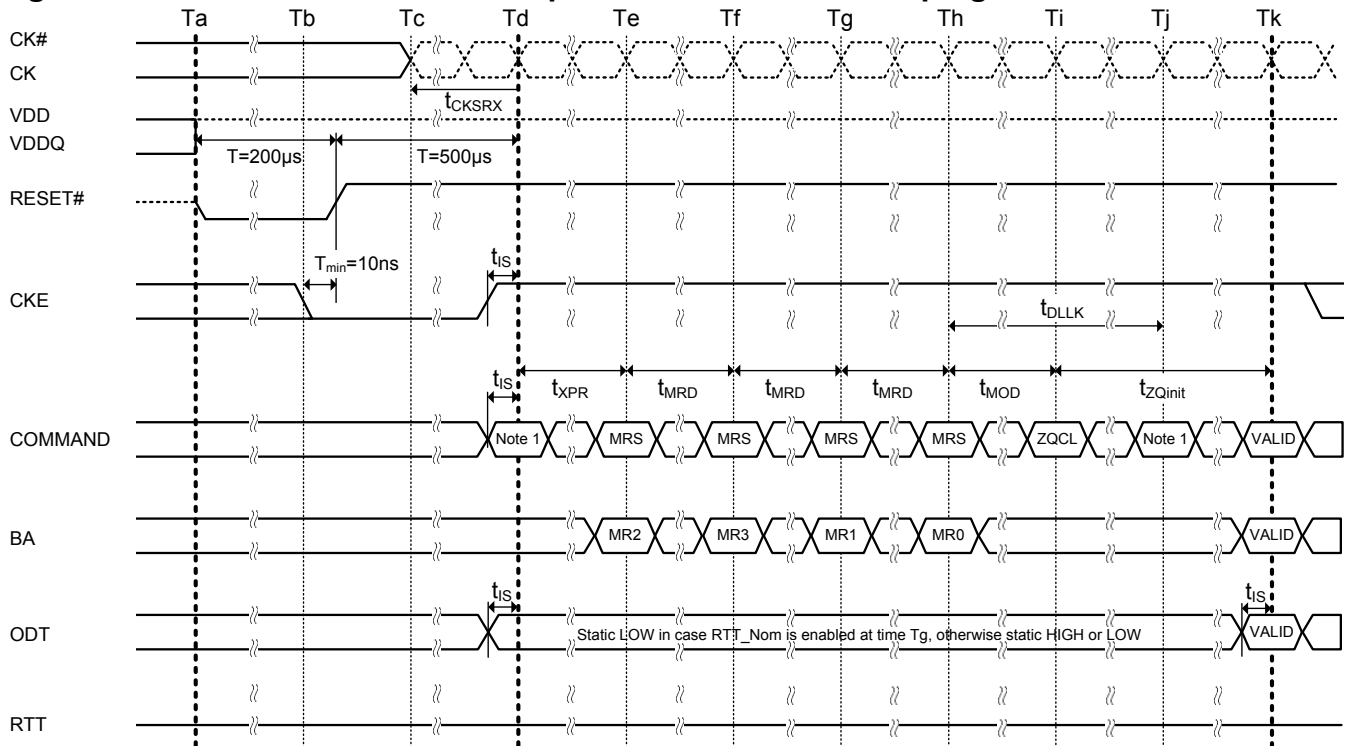 Ta Tb Tc Td Te Tf Tg Th Ti Tj Tk
CK#
CK
tCKSRX
VDD
VDDQ
T=200μs T=500μs
RESET#
Tmin=10ns tIS
CKE
tDLLK
tIS tXPR tMRD tMRD tMRD tMOD tZQinit
COMMAND Note 1 MRS MRS MRS MRS ZQCL Note 1 VALID
BA MR2 MR3 MR1 MR0 VALID
tIS tIS
ODT Static LOW in case RTT_Nom is enabled at time Tg, otherwise static HIGH or LOW VALID
RTT